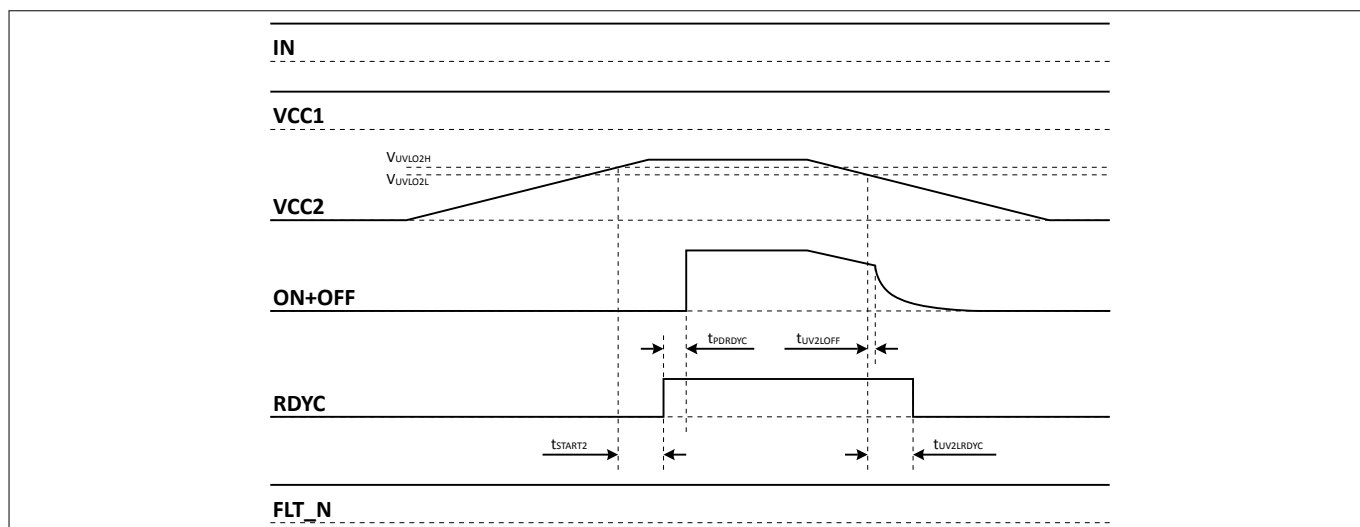 IN
VCC1
VUVLO2H
VUVLO2L
VCC2
ON+OFF
tPDRDYC
tUV2LOFF
RDYC
tSTART2
tUV2LRDYC
FLT_N